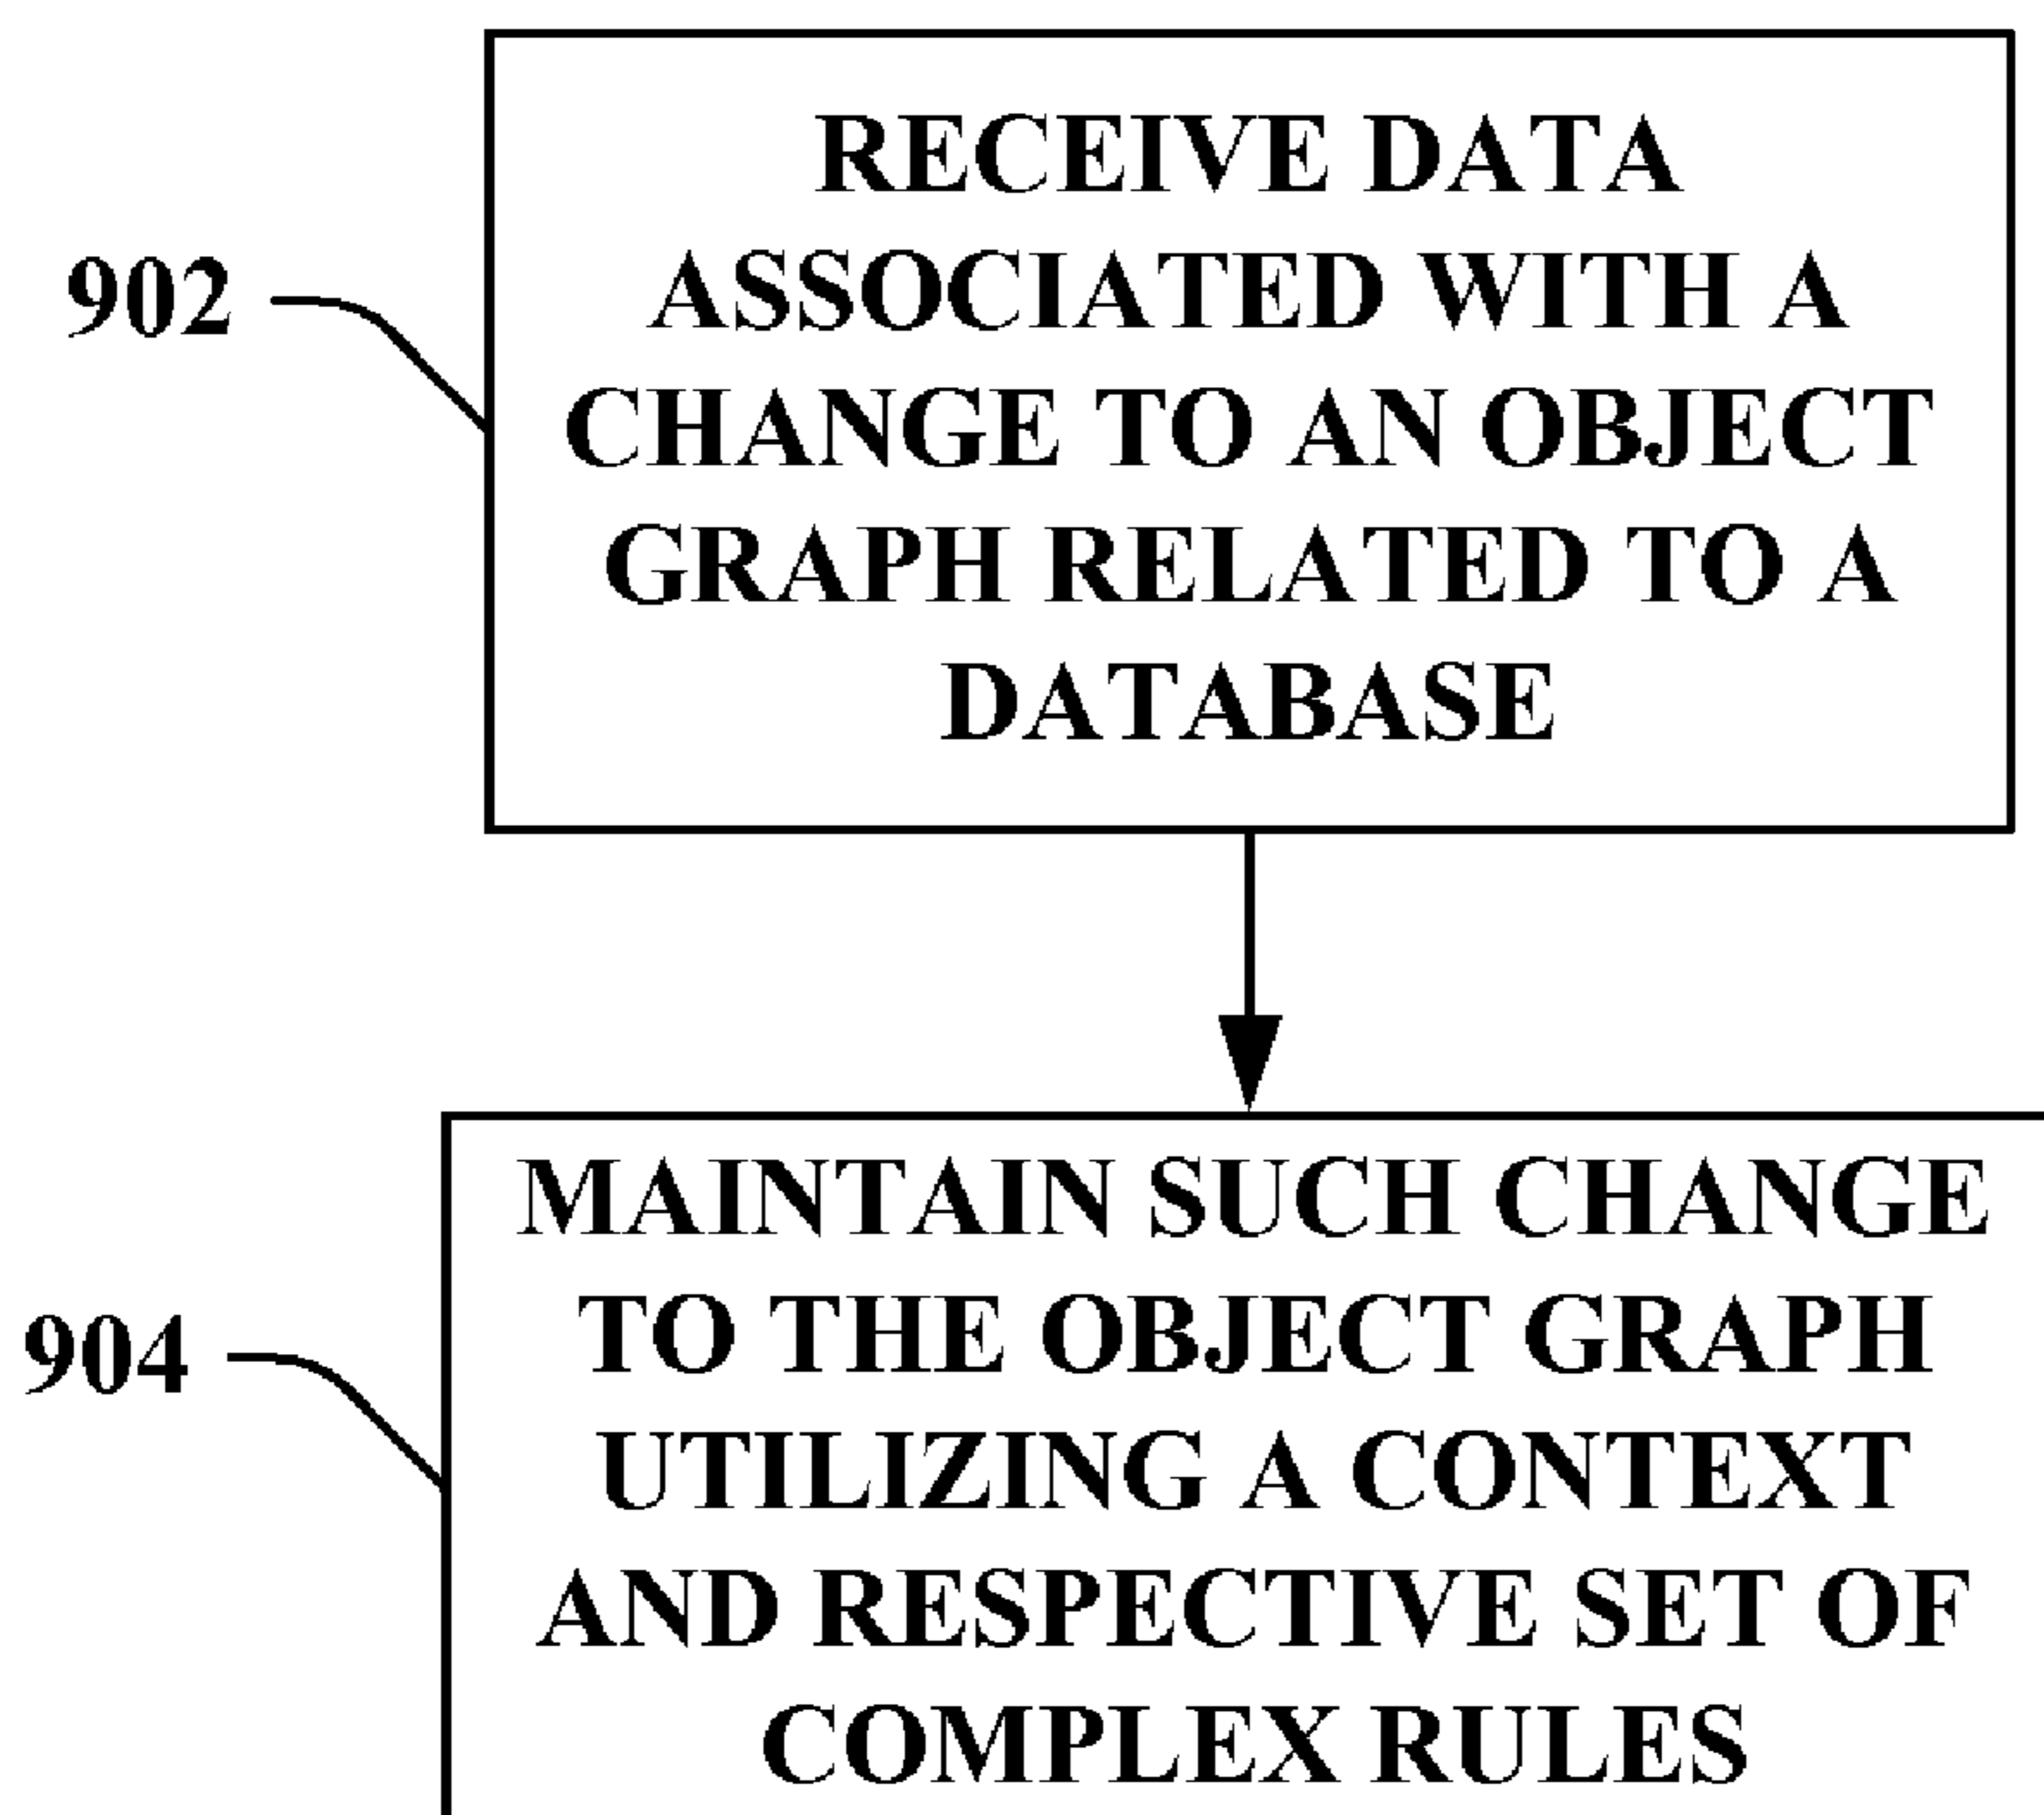 RECEIVE DATA
902
ASSOCIATED WITH A
CHANGE TO AN OBJECT
GRAPH RELATED TO A
DATABASE
MAINTAIN SUCH CHANGE
904
TO THE OBJECT GRAPH
UTILIZING A CONTEXT
AND RESPECTIVE SET OF
COMPLEX RULES